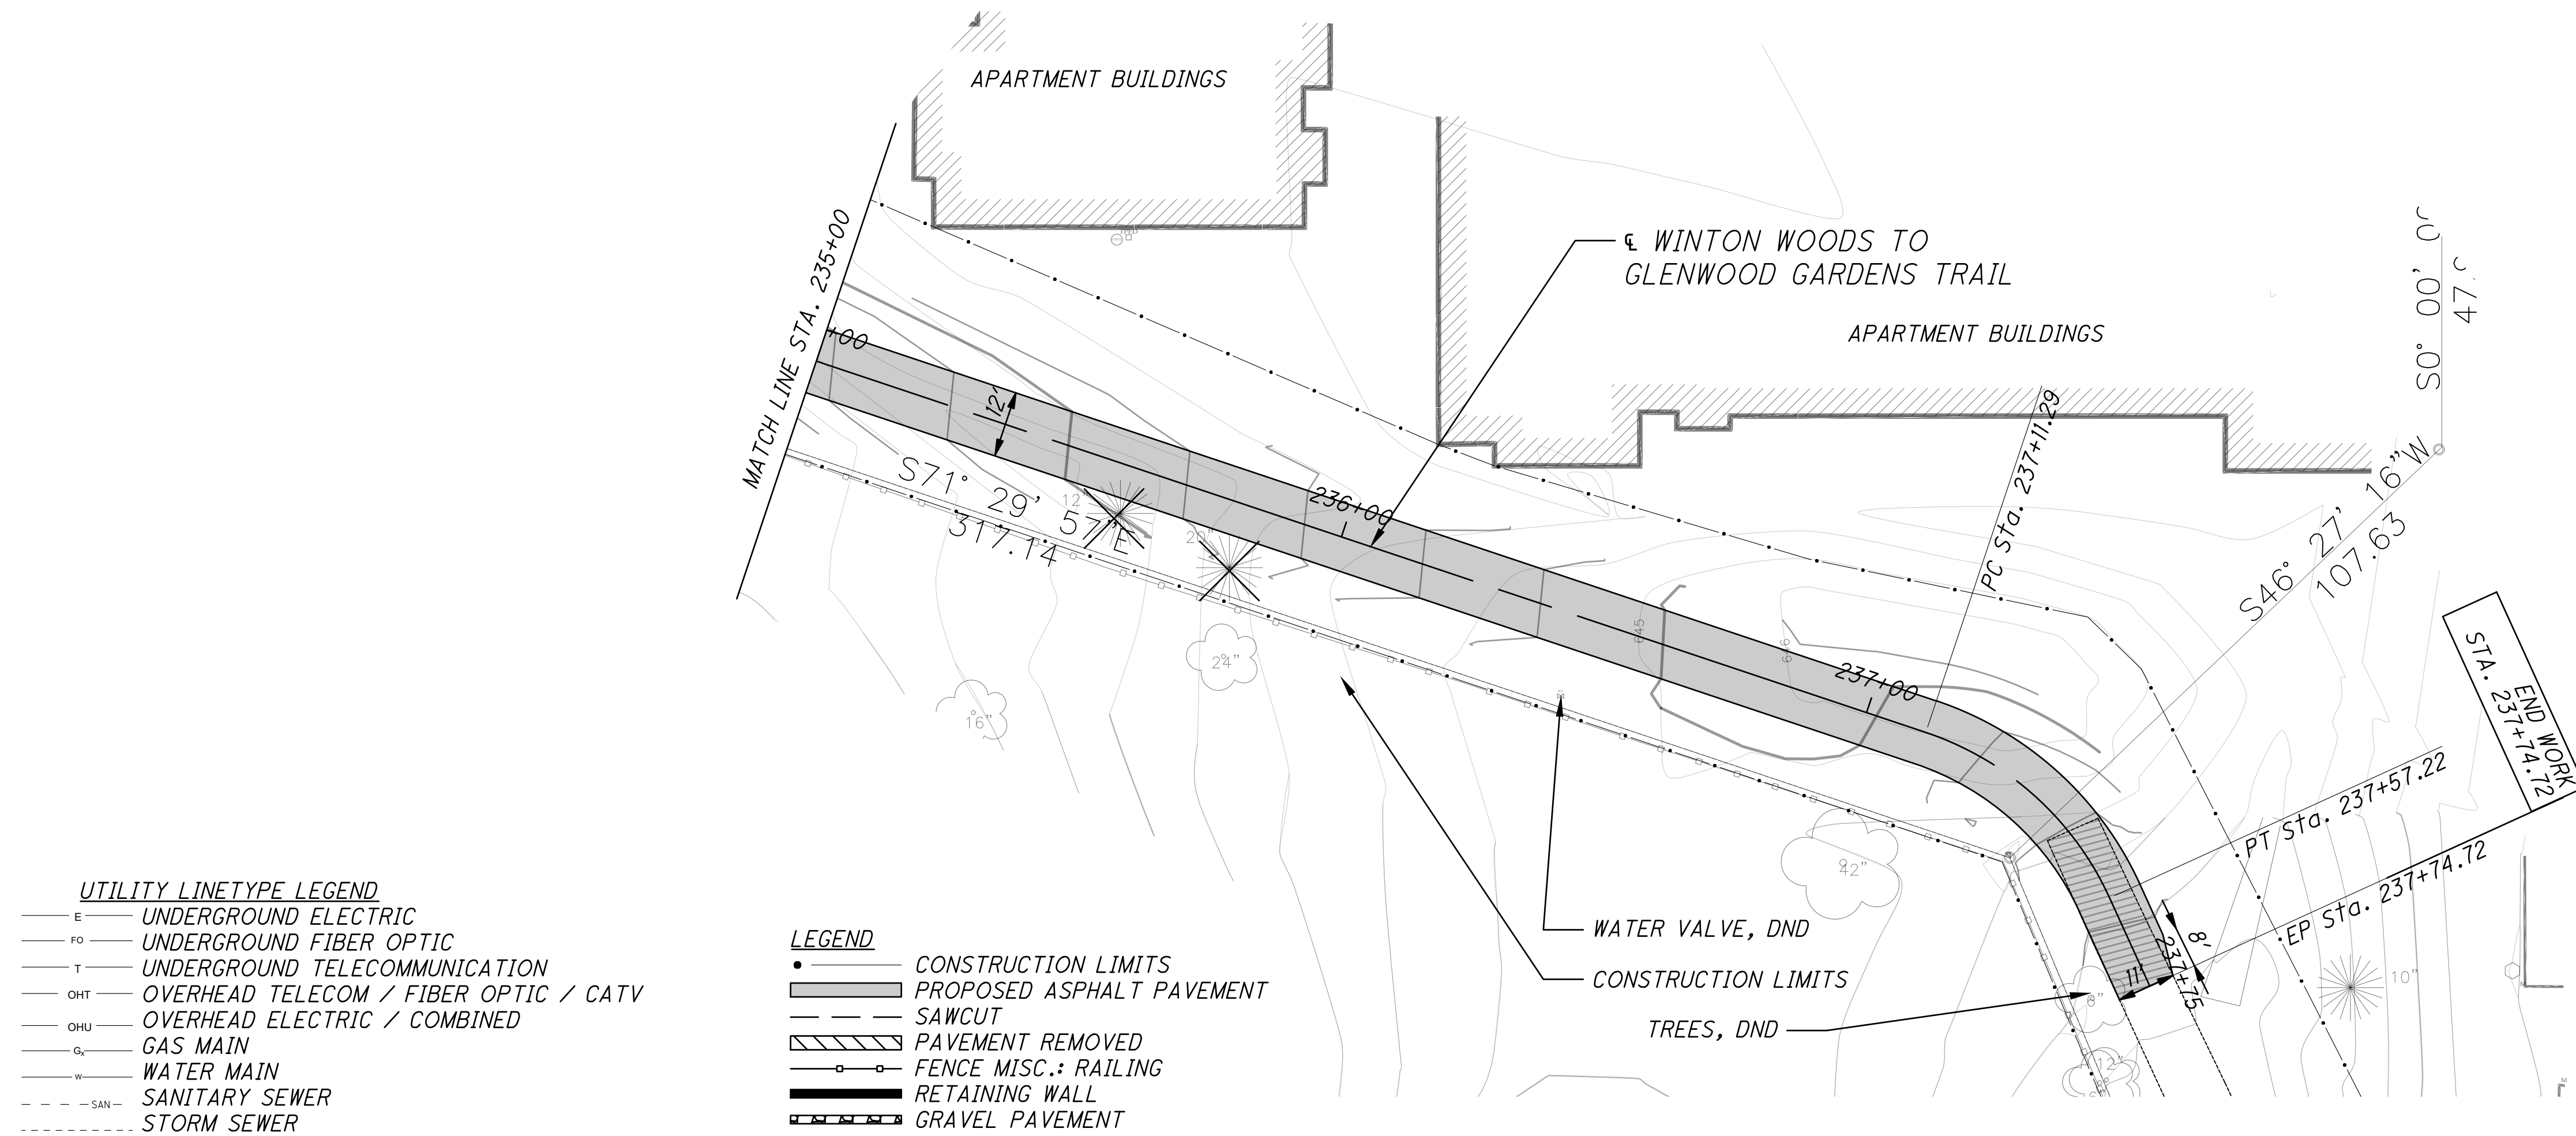 APARTMENT BUILDINGS
MATCH LINE STA. 235+00
+00
12'
℄ WINTON WOODS TO
GLENWOOD GARDENS TRAIL
APARTMENT BUILDINGS
S0° 00'
47.
S71° 29' 57" E
317.14
12"
20"
236+00
PC Sta. 237+11.29
S46° 27' 16" W
107.63
645
646
237+00
24"
16"
42"
END WORK
STA. 237+74.72
PT Sta. 237+57.22
EP Sta. 237+74.72
8'
11'
237+75
10"
8"
12"
WATER VALVE, DND
CONSTRUCTION LIMITS
TREES, DND
UTILITY LINETYPE LEGEND
E UNDERGROUND ELECTRIC
FO UNDERGROUND FIBER OPTIC
T UNDERGROUND TELECOMMUNICATION
OHT OVERHEAD TELECOM / FIBER OPTIC / CATV
OHU OVERHEAD ELECTRIC / COMBINED
Gx GAS MAIN
W WATER MAIN
SAN SANITARY SEWER
STORM SEWER
LEGEND
CONSTRUCTION LIMITS
PROPOSED ASPHALT PAVEMENT
SAWCUT
PAVEMENT REMOVED
FENCE MISC.: RAILING
RETAINING WALL
GRAVEL PAVEMENT